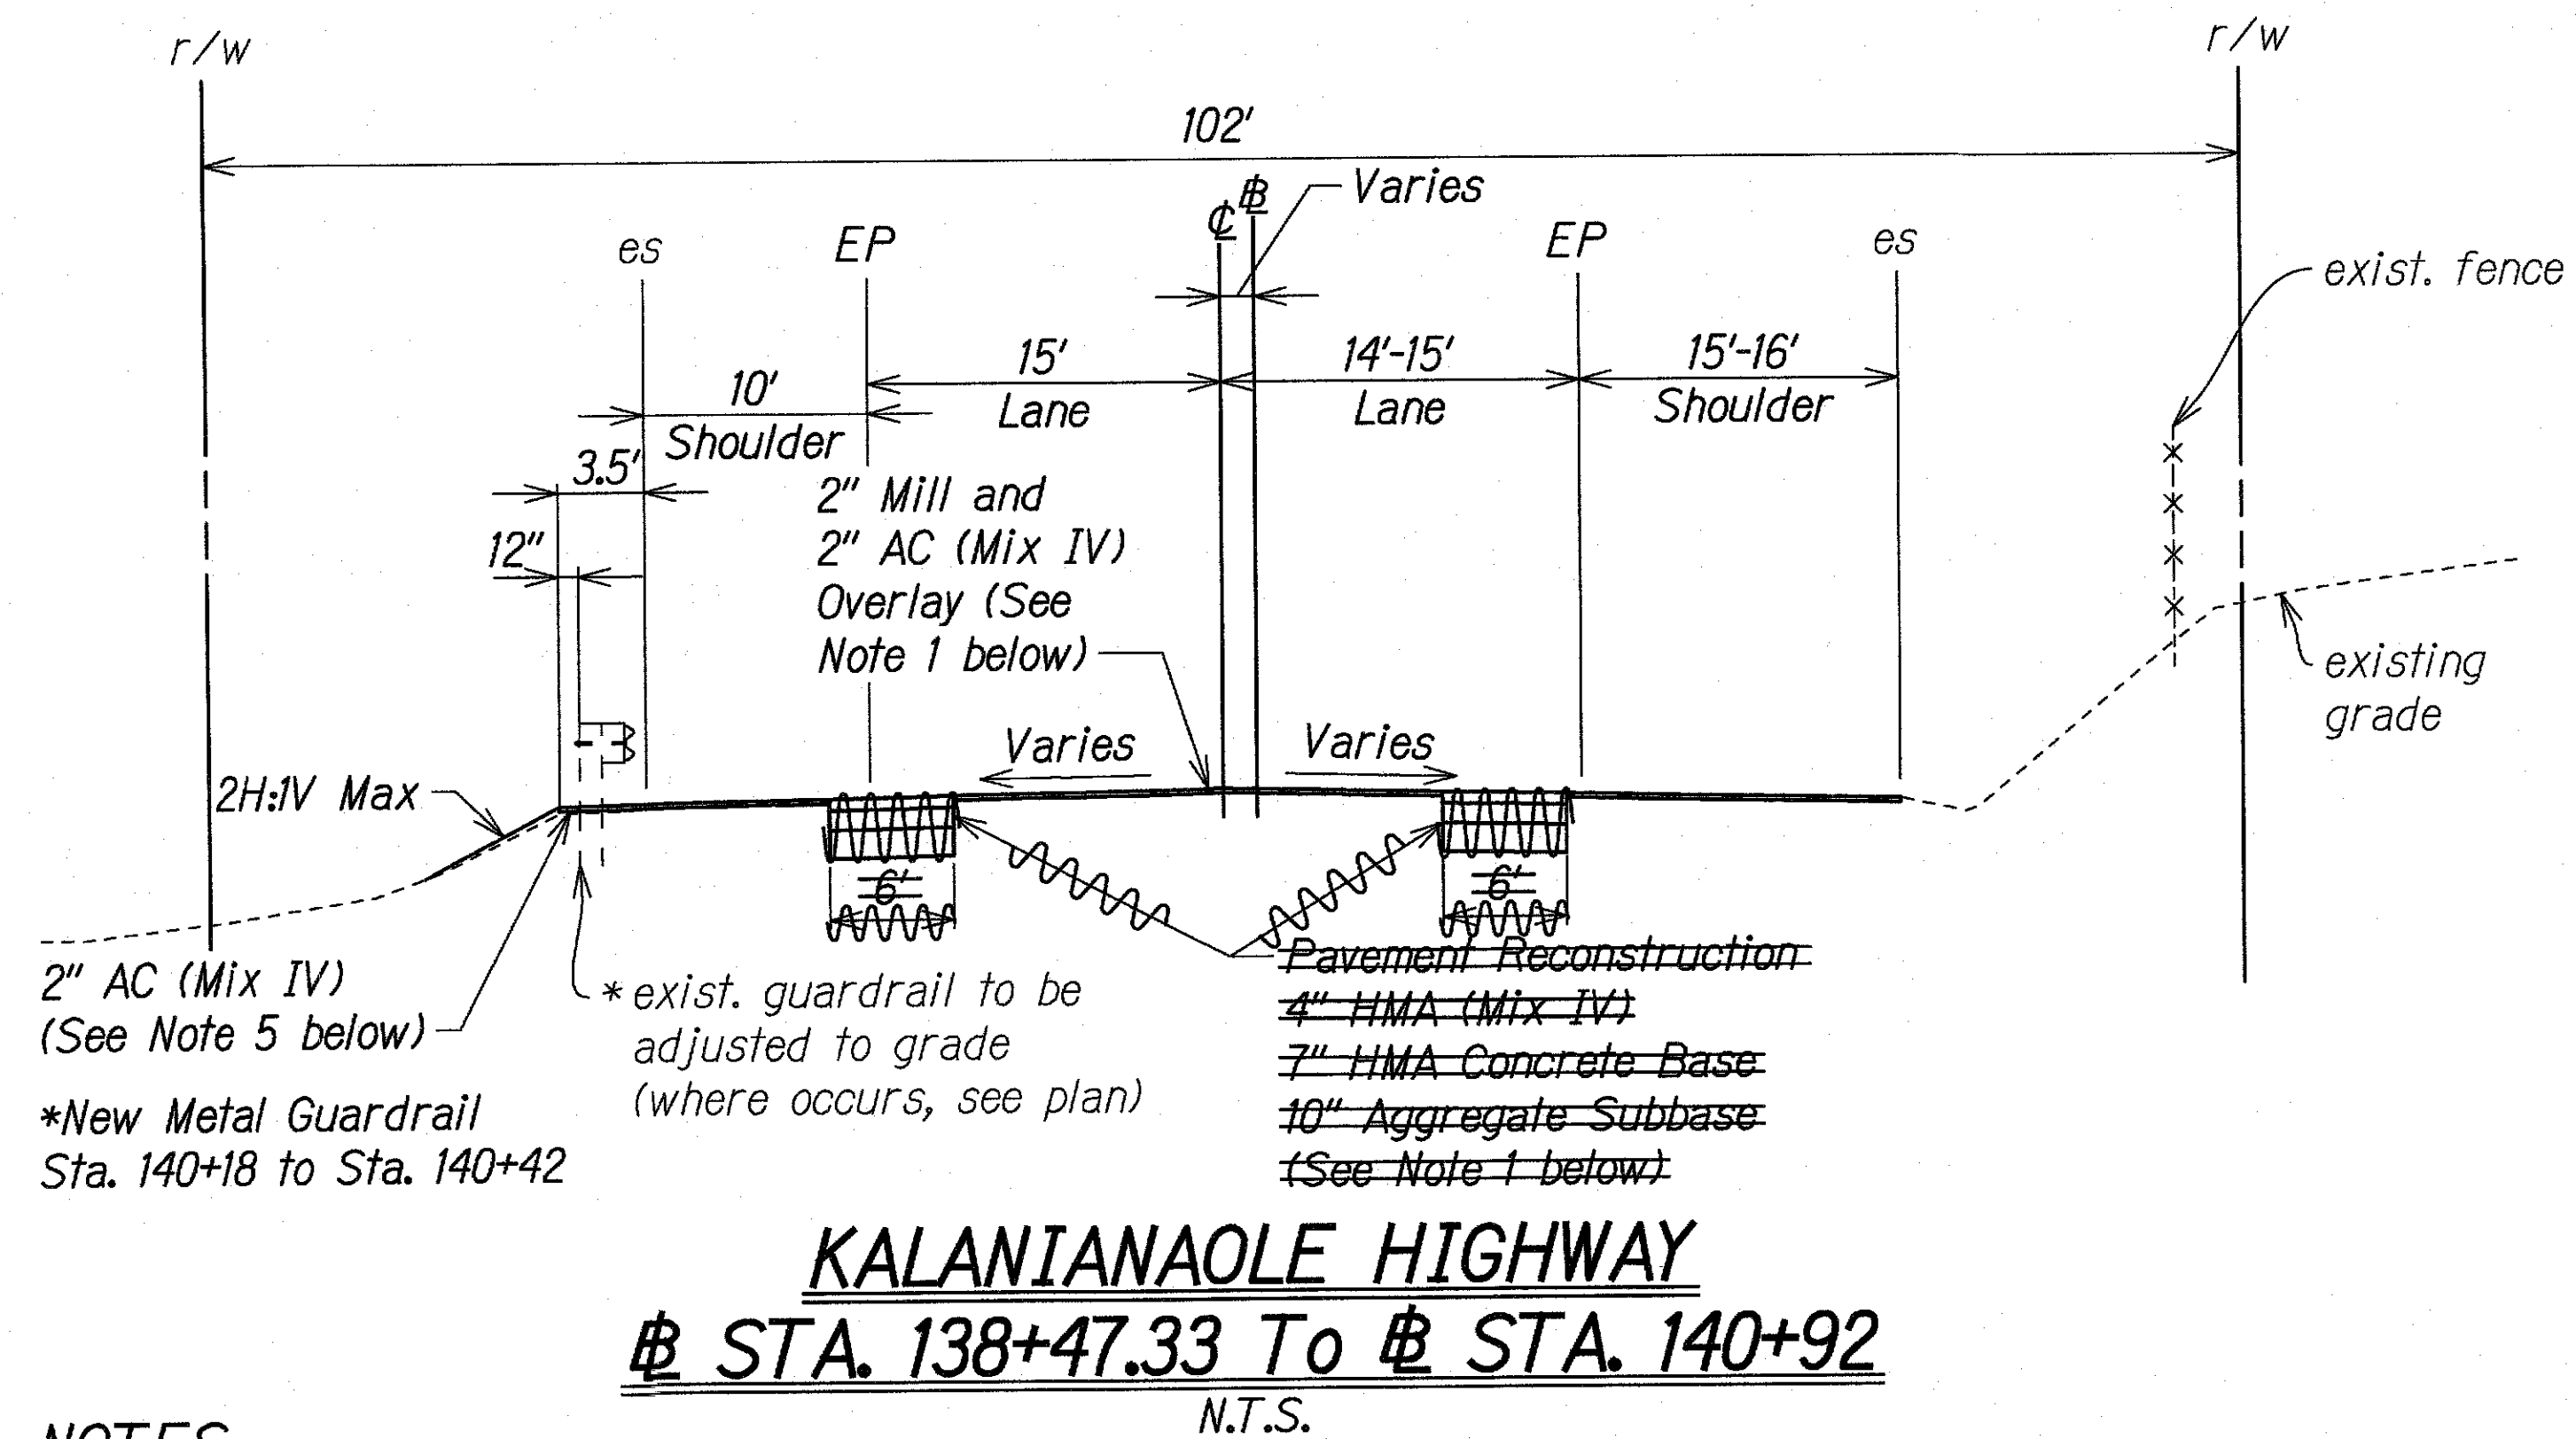 r/w
r/w
102'
Varies
℄
BL
es
EP
EP
es
exist. fence
15'
Lane
14'-15'
Lane
15'-16'
Shoulder
10'
Shoulder
3.5'
12"
2" Mill and
2" AC (Mix IV)
Overlay (See
Note 1 below)
existing
grade
Varies
Varies
2H:1V Max
6'
6'
2" AC (Mix IV)
(See Note 5 below)
*New Metal Guardrail
Sta. 140+18 to Sta. 140+42
* exist. guardrail to be
adjusted to grade
(where occurs, see plan)
Pavement Reconstruction
4" HMA (Mix IV)
7" HMA Concrete Base
10" Aggregate Subbase
(See Note 1 below)
KALANIANAOLE HIGHWAY
BL STA. 138+47.33 To BL STA. 140+92
N.T.S.
NOTES